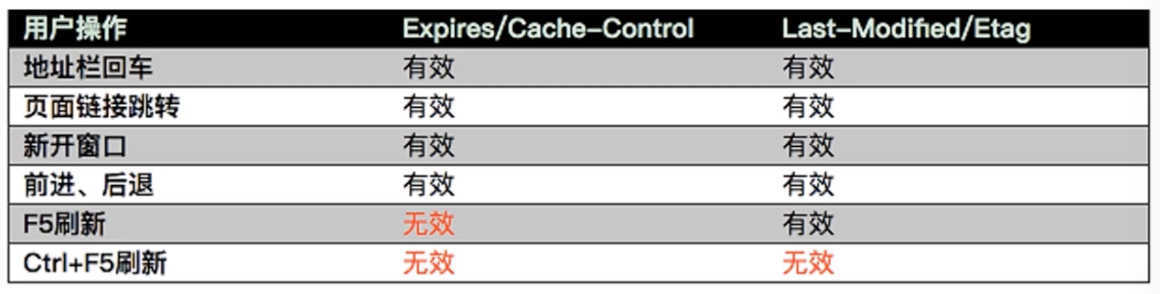 用户操作 Expires/Cache-Control Last-Modified/Etag
地址栏回车 有效 有效
页面链接跳转 有效 有效
新开窗口 有效 有效
前进、后退 有效 有效
F5刷新 无效 有效
Ctrl+F5刷新 无效 无效